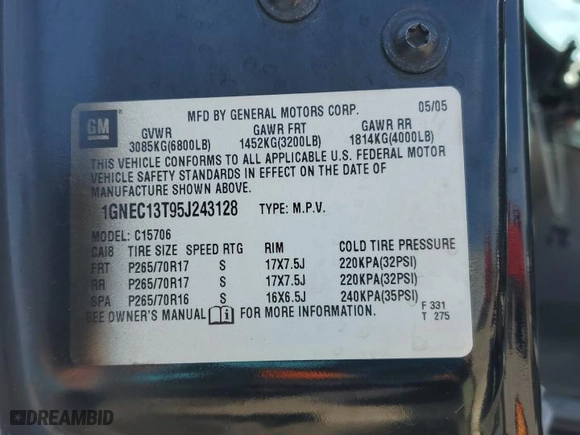 MFD BY GENERAL MOTORS CORP. 05/05
GM GVWR GAWR FRT GAWR RR
3085KG(6800LB) 1452KG(3200LB) 1814KG(4000LB)
THIS VEHICLE CONFORMS TO ALL APPLICABLE U.S. FEDERAL MOTOR
VEHICLE SAFETY STANDARDS IN EFFECT ON THE DATE OF
MANUFACTURE SHOWN ABOVE.
1GNEC13T95J243128 TYPE: M.P.V.
MODEL: C15706
CAI8 TIRE SIZE SPEED RTG RIM COLD TIRE PRESSURE
FRT P265/70R17 S 17X7.5J 220KPA(32PSI)
RR P265/70R17 S 17X7.5J 220KPA(32PSI)
SPA P265/70R16 S 16X6.5J 240KPA(35PSI)
SEE OWNER'S MANUAL i FOR MORE INFORMATION. F 331
T 275
DREAMBID